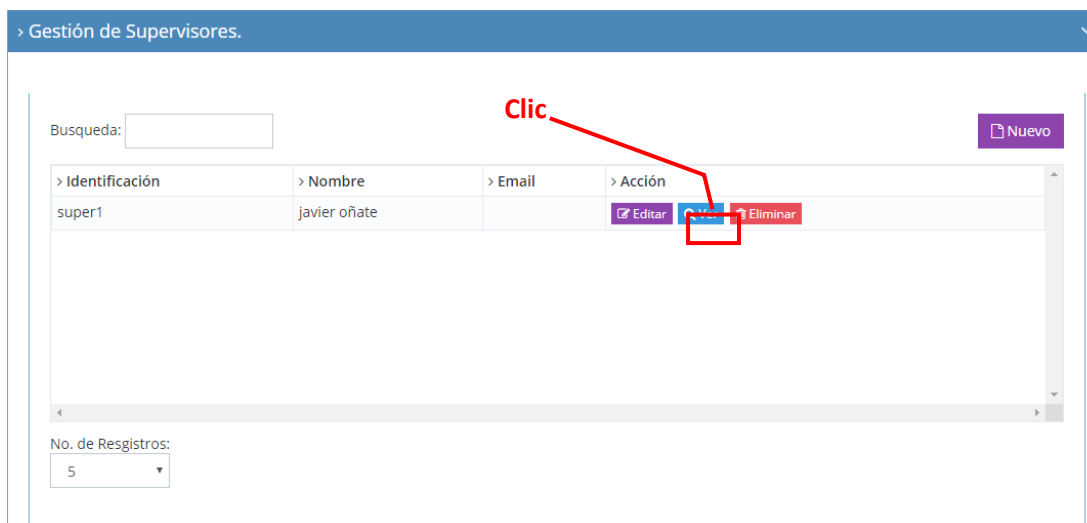 › Gestión de Supervisores.
Clic
Busqueda:
Nuevo
› Identificación › Nombre › Email › Acción
super1 javier oñate Editar Ver Eliminar
No. de Resgistros:
5